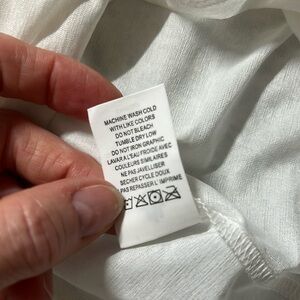 MACHINE WASH COLD
WITH LIKE COLORS
DO NOT BLEACH
TUMBLE DRY LOW
DO NOT IRON GRAPHIC
LAVAR A L'EAU FROIDE AVEC
COULEURS SIMILAIRES
NE PAS JAVELLISER
SECHER CYCLE DOUX
PAS REPASSER L'IMPRIME